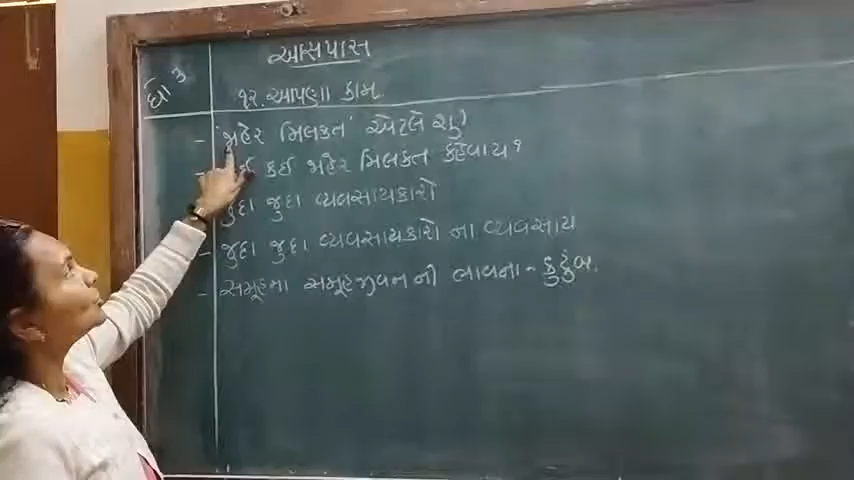 આસપાસ
ધો ૩
૧૨. આપણા કામ.
- 'જાહેર મિલકત' એટલે શું?
- કઈ કઈ જાહેર મિલકત કહેવાય?
- જુદા જુદા વ્યવસાયકારો
- જુદા જુદા વ્યવસાયકારો ના વ્યવસાય
- સમૂહના સમૂહજીવન ની ભાવના - કુટુંબ.